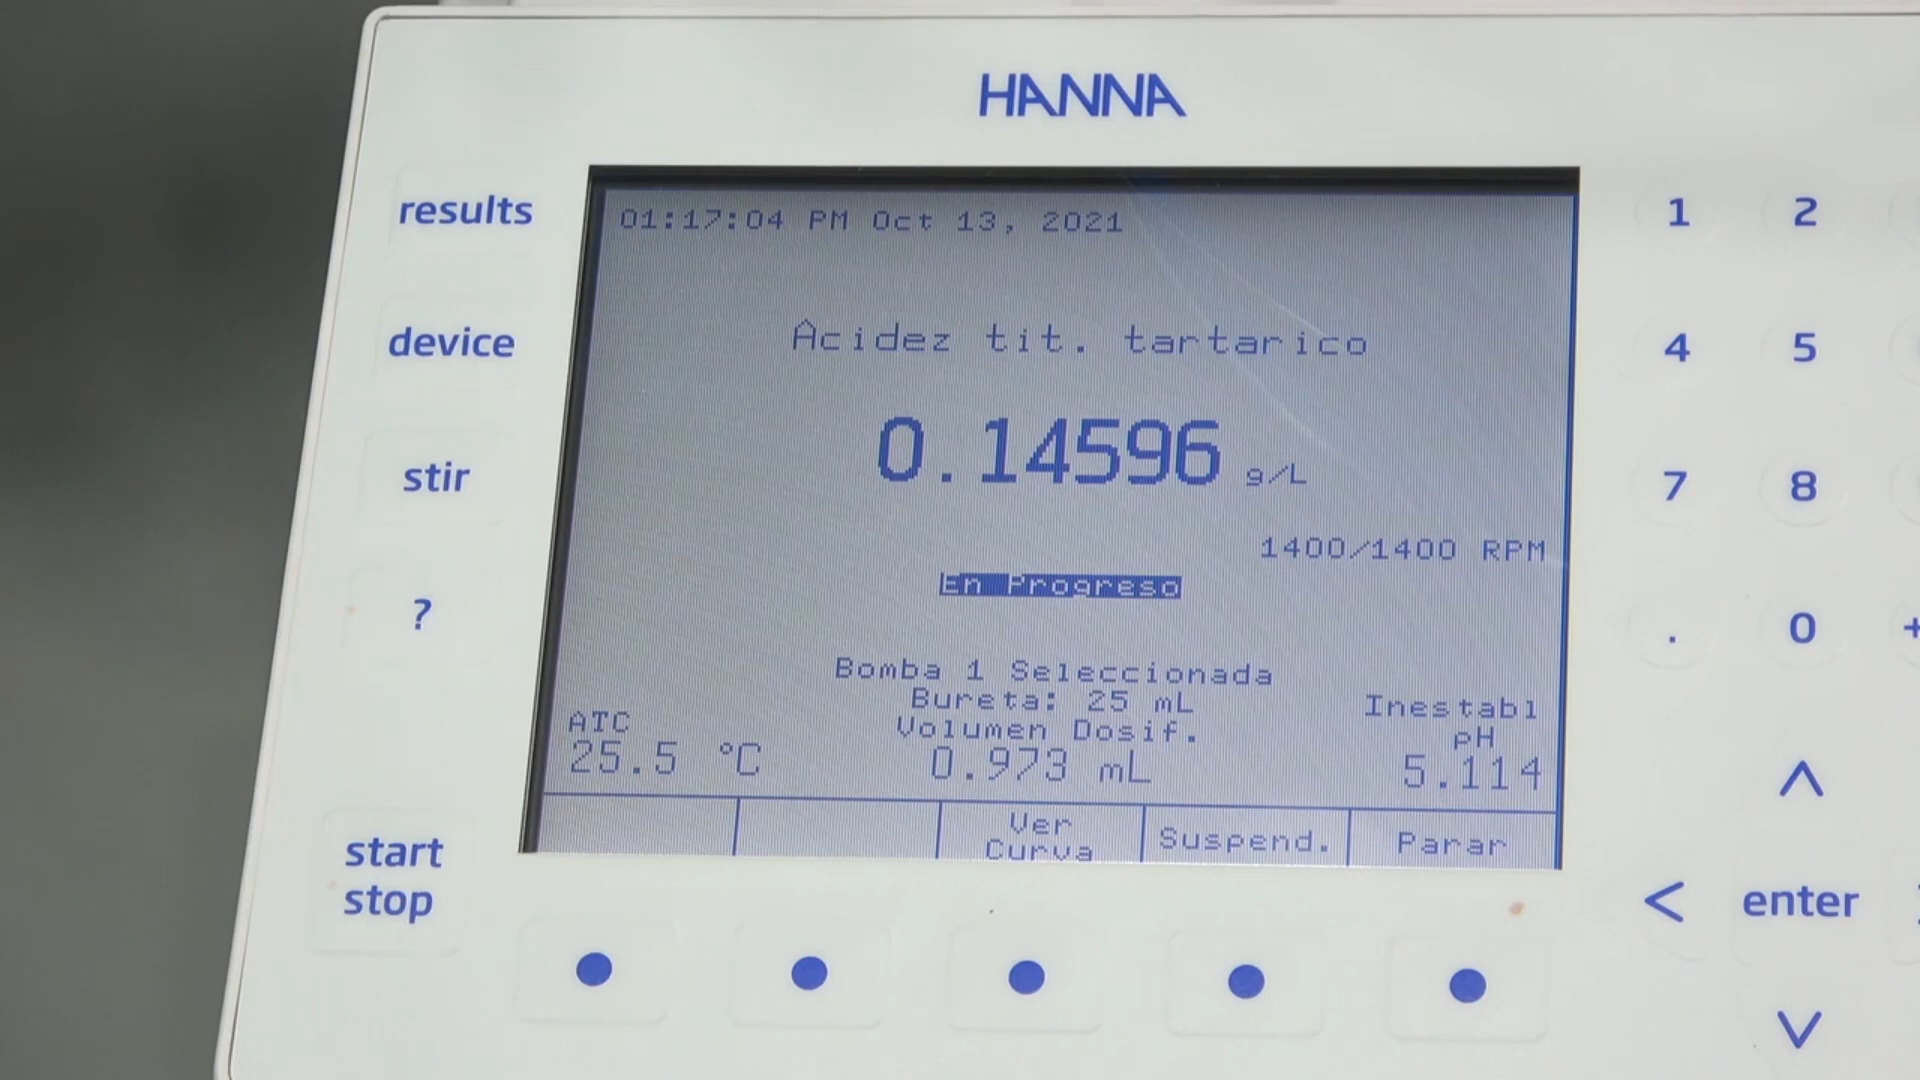 HANNA
results
device
stir
?
start
stop
01:17:04 PM Oct 13, 2021
Àcidez tit. tartarico
0.14596 g/L
1400/1400 RPM
En Progreso
Bomba 1 Seleccionada
Bureta: 25 mL
Volumen Dosif.
0.973 mL
ATC
25.5 °C
Inestabl
pH
5.114
Ver
Curva
Suspend.
Parar
1 2
4 5
7 8
. 0 +
enter